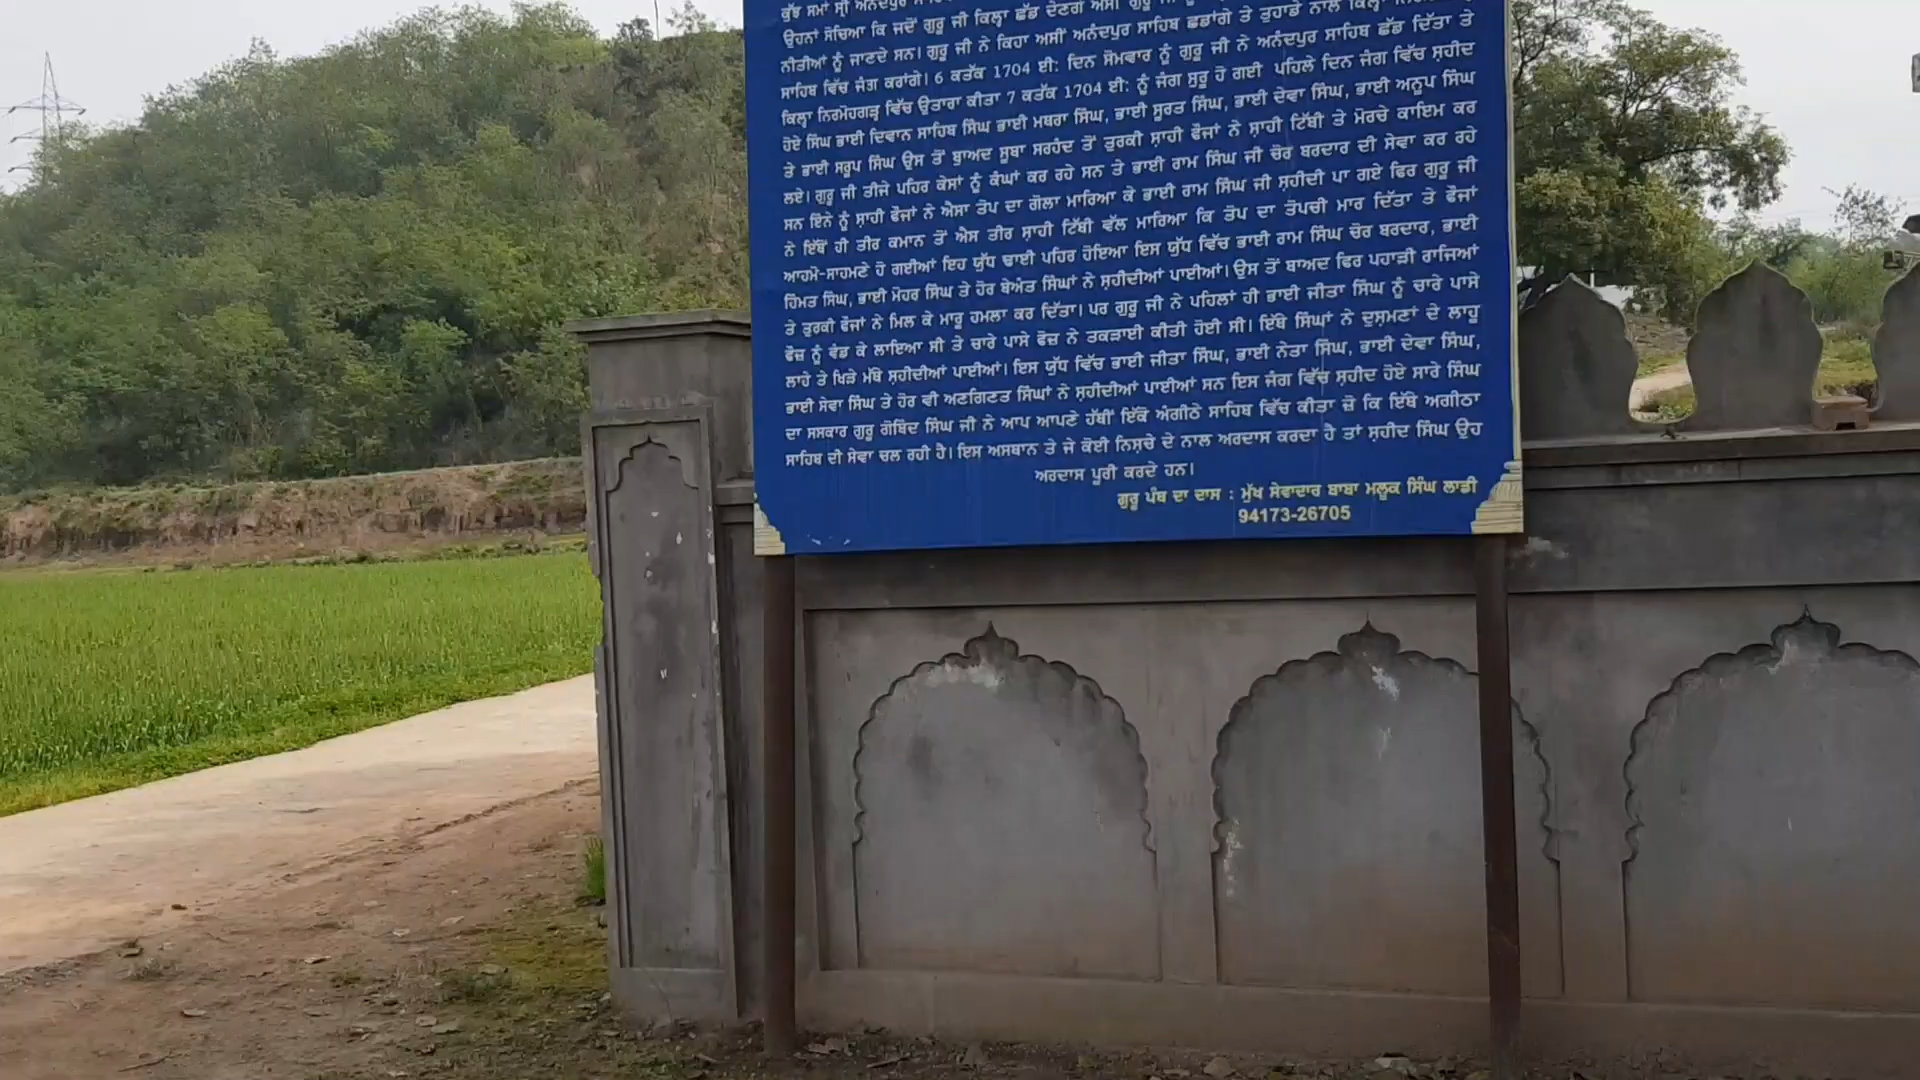 ਕੁੱਝ ਸਮਾਂ ਸ੍ਰੀ ਅਨੰਦਪੁਰ
ਉਹਨਾਂ ਸੋਚਿਆ ਕਿ ਜਦੋਂ ਗੁਰੂ ਜੀ ਕਿਲ੍ਹਾ ਛੱਡ ਦੇਣਗੇ ਅਸੀਂ ਗੁਰੂ ਜੀ
ਨੀਤੀਆਂ ਨੂੰ ਜਾਣਦੇ ਸਨ। ਗੁਰੂ ਜੀ ਨੇ ਕਿਹਾ ਅਸੀਂ ਅਨੰਦਪੁਰ ਸਾਹਿਬ ਛਡਾਂਗੇ ਤੇ ਤੁਹਾਡੇ ਨਾਲ ਕਿਲ੍ਹਾ
ਸਾਹਿਬ ਵਿੱਚ ਜੰਗ ਕਰਾਂਗੇ। 6 ਕਤੱਕ 1704 ਈ: ਦਿਨ ਸੋਮਵਾਰ ਨੂੰ ਗੁਰੂ ਜੀ ਨੇ ਅਨੰਦਪੁਰ ਸਾਹਿਬ ਛੱਡ ਦਿੱਤਾ ਤੇ
ਕਿਲ੍ਹਾ ਨਿਰਮੋਹਗੜ੍ਹ ਵਿੱਚ ਉਤਾਰਾ ਕੀਤਾ 7 ਕਤੱਕ 1704 ਈ: ਨੂੰ ਜੰਗ ਸ਼ੁਰੂ ਹੋ ਗਈ ਪਹਿਲੇ ਦਿਨ ਜੰਗ ਵਿੱਚ ਸ਼ਹੀਦ
ਹੋਏ ਸਿੰਘ ਭਾਈ ਦਿਵਾਨ ਸਾਹਿਬ ਸਿੰਘ ਭਾਈ ਮਥਰਾ ਸਿੰਘ, ਭਾਈ ਸੂਰਤ ਸਿੰਘ, ਭਾਈ ਦੇਵਾ ਸਿੰਘ, ਭਾਈ ਅਨੂਪ ਸਿੰਘ
ਤੇ ਭਾਈ ਸਰੂਪ ਸਿੰਘ ਉਸ ਤੋਂ ਬਾਅਦ ਸੂਬਾ ਸਰਹੰਦ ਤੋਂ ਤੁਰਕੀ ਸ਼ਾਹੀ ਫੌਜਾਂ ਨੇ ਸ਼ਾਹੀ ਟਿੱਬੀ ਤੇ ਮੋਰਚੇ ਕਾਇਮ ਕਰ
ਲਏ। ਗੁਰੂ ਜੀ ਤੀਜੇ ਪਹਿਰ ਕੇਸਾਂ ਨੂੰ ਕੰਘਾਂ ਕਰ ਰਹੇ ਸਨ ਤੇ ਭਾਈ ਰਾਮ ਸਿੰਘ ਜੀ ਚੋਰ ਬਰਦਾਰ ਦੀ ਸੇਵਾ ਕਰ ਰਹੇ
ਸਨ ਇੰਨੇ ਨੂੰ ਸ਼ਾਹੀ ਫੌਜਾਂ ਨੇ ਐਸਾ ਤੋਪ ਦਾ ਗੋਲਾ ਮਾਰਿਆ ਕੇ ਭਾਈ ਰਾਮ ਸਿੰਘ ਜੀ ਸ਼ਹੀਦੀ ਪਾ ਗਏ ਫਿਰ ਗੁਰੂ ਜੀ
ਨੇ ਇੱਥੋਂ ਹੀ ਤੀਰ ਕਮਾਨ ਤੋਂ ਐਸ ਤੀਰ ਸ਼ਾਹੀ ਟਿੱਬੀ ਵੱਲ ਮਾਰਿਆ ਕਿ ਤੋਪ ਦਾ ਤੋਪਚੀ ਮਾਰ ਦਿੱਤਾ ਤੇ ਫੌਜਾਂ
ਆਹਮੋ-ਸਾਹਮਣੇ ਹੋ ਗਈਆਂ ਇਹ ਯੁੱਧ ਢਾਈ ਪਹਿਰ ਹੋਇਆ ਇਸ ਯੁੱਧ ਵਿੱਚ ਭਾਈ ਰਾਮ ਸਿੰਘ ਚੋਰ ਬਰਦਾਰ, ਭਾਈ
ਹਿੰਮਤ ਸਿੰਘ, ਭਾਈ ਮੋਹਰ ਸਿੰਘ ਤੇ ਹੋਰ ਬੇਅੰਤ ਸਿੰਘਾਂ ਨੇ ਸ਼ਹੀਦੀਆਂ ਪਾਈਆਂ। ਉਸ ਤੋਂ ਬਾਅਦ ਫਿਰ ਪਹਾੜੀ ਰਾਜਿਆਂ
ਤੇ ਤੁਰਕੀ ਫੌਜਾਂ ਨੇ ਮਿਲ ਕੇ ਮਾਰੂ ਹਮਲਾ ਕਰ ਦਿੱਤਾ। ਪਰ ਗੁਰੂ ਜੀ ਨੇ ਪਹਿਲਾਂ ਹੀ ਭਾਈ ਜੀਤਾ ਸਿੰਘ ਨੂੰ ਚਾਰੇ ਪਾਸੇ
ਫੌਜ਼ ਨੂੰ ਵੰਡ ਕੇ ਲਾਇਆ ਸੀ ਤੇ ਚਾਰੇ ਪਾਸੇ ਫੋਜ਼ ਨੇ ਤਕੜਾਈ ਕੀਤੀ ਹੋਈ ਸੀ। ਇੱਥੇ ਸਿੰਘਾਂ ਨੇ ਦੁਸ਼ਮਣਾਂ ਦੇ ਲਾਹੂ
ਲਾਹੇ ਤੇ ਖਿੜੇ ਮੱਥੇ ਸ਼ਹੀਦੀਆਂ ਪਾਈਆਂ। ਇਸ ਯੁੱਧ ਵਿੱਚ ਭਾਈ ਜੀਤਾ ਸਿੰਘ, ਭਾਈ ਨੇਤਾ ਸਿੰਘ, ਭਾਈ ਦੇਵਾ ਸਿੰਘ,
ਭਾਈ ਸੇਵਾ ਸਿੰਘ ਤੇ ਹੋਰ ਵੀ ਅਣਗਿਣਤ ਸਿੰਘਾਂ ਨੇ ਸ਼ਹੀਦੀਆਂ ਪਾਈਆਂ ਸਨ ਇਸ ਜੰਗ ਵਿੱਚ ਸ਼ਹੀਦ ਹੋਏ ਸਾਰੇ ਸਿੰਘ
ਦਾ ਸਸਕਾਰ ਗੁਰੂ ਗੋਬਿੰਦ ਸਿੰਘ ਜੀ ਨੇ ਆਪ ਆਪਣੇ ਹੱਥੀਂ ਇੱਕੋ ਅੰਗੀਠੇ ਸਾਹਿਬ ਵਿੱਚ ਕੀਤਾ ਜ਼ੋ ਕਿ ਇੱਥੇ ਅਗੀਠਾ
ਸਾਹਿਬ ਦੀ ਸੇਵਾ ਚਲ ਰਹੀ ਹੈ। ਇਸ ਅਸਥਾਨ ਤੇ ਜੇ ਕੋਈ ਨਿਸ਼ਚੇ ਦੇ ਨਾਲ ਅਰਦਾਸ ਕਰਦਾ ਹੈ ਤਾਂ ਸ਼ਹੀਦ ਸਿੰਘ ਉਹ
ਅਰਦਾਸ ਪੂਰੀ ਕਰਦੇ ਹਨ।
ਗੁਰੂ ਪੰਥ ਦਾ ਦਾਸ : ਮੁੱਖ ਸੇਵਾਦਾਰ ਬਾਬਾ ਮਲੂਕ ਸਿੰਘ ਲਾਡੀ
94173-26705